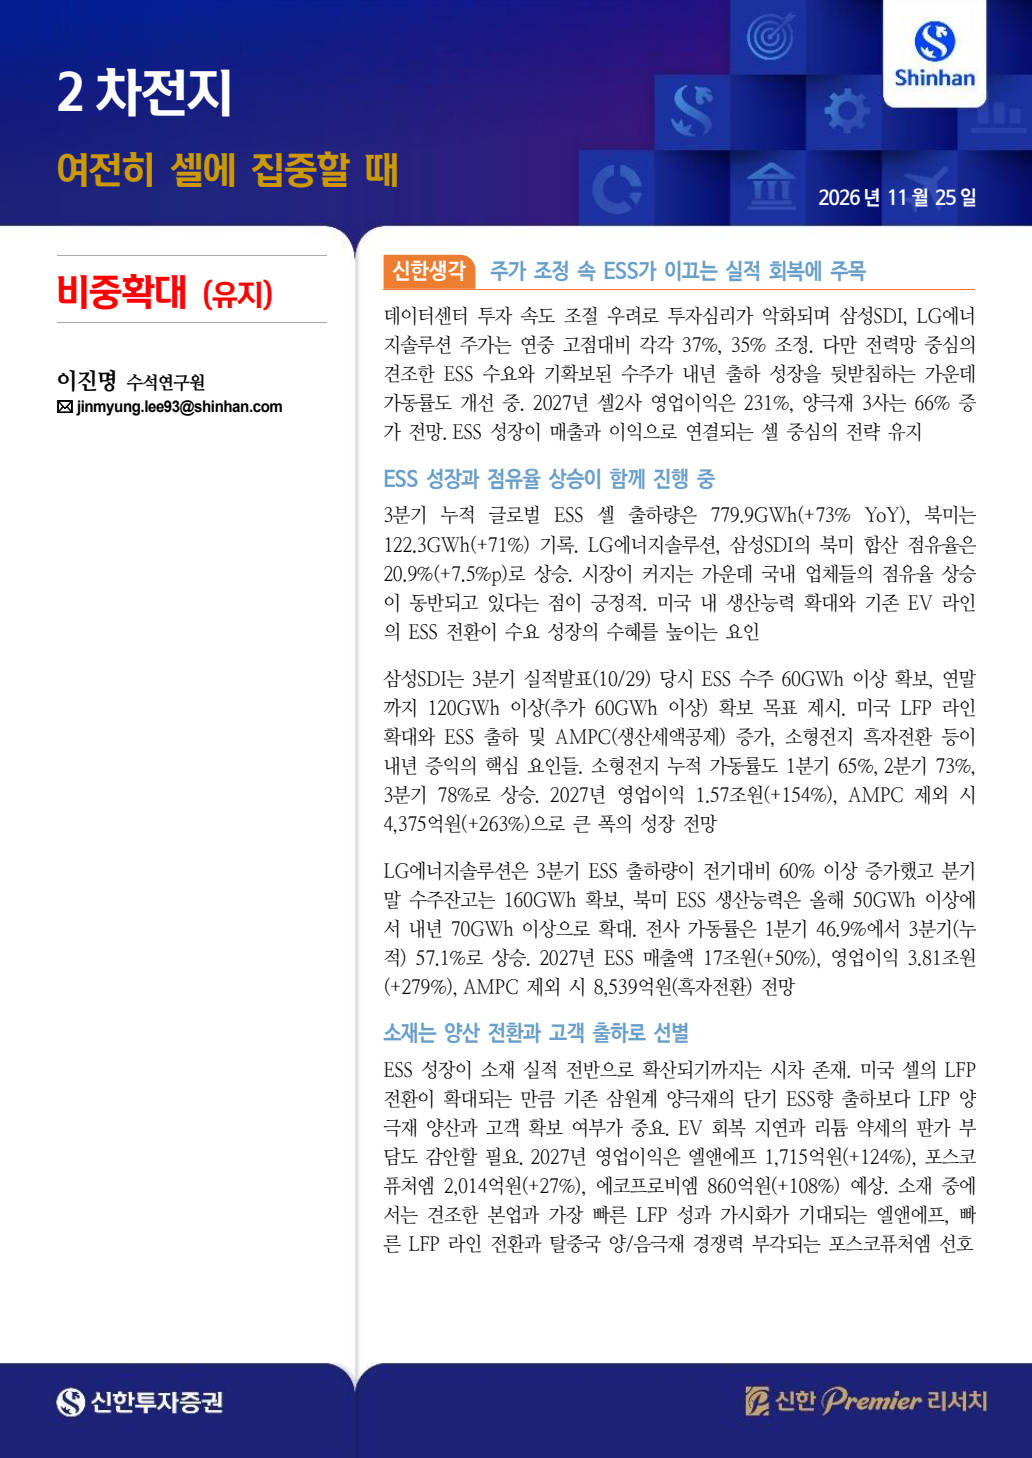 Shinhan
2 차전지
여전히 셀에 집중할 때
2026년 11월 25일
비중확대 (유지)
이진명 수석연구원
jinmyung.lee93@shinhan.com
신한생각 주가 조정 속 ESS가 이끄는 실적 회복에 주목
데이터센터 투자 속도 조절 우려로 투자심리가 악화되며 삼성SDI, LG에너
지솔루션 주가는 연중 고점대비 각각 37%, 35% 조정. 다만 전력망 중심의
견조한 ESS 수요와 기확보된 수주가 내년 출하 성장을 뒷받침하는 가운데
가동률도 개선 중. 2027년 셀2사 영업이익은 231%, 양극재 3사는 66% 증
가 전망. ESS 성장이 매출과 이익으로 연결되는 셀 중심의 전략 유지
ESS 성장과 점유율 상승이 함께 진행 중
3분기 누적 글로벌 ESS 셀 출하량은 779.9GWh(+73% YoY), 북미는
122.3GWh(+71%) 기록. LG에너지솔루션, 삼성SDI의 북미 합산 점유율은
20.9%(+7.5%p)로 상승. 시장이 커지는 가운데 국내 업체들의 점유율 상승
이 동반되고 있다는 점이 긍정적. 미국 내 생산능력 확대와 기존 EV 라인
의 ESS 전환이 수요 성장의 수혜를 높이는 요인
삼성SDI는 3분기 실적발표(10/29) 당시 ESS 수주 60GWh 이상 확보, 연말
까지 120GWh 이상(추가 60GWh 이상) 확보 목표 제시. 미국 LFP 라인
확대와 ESS 출하 및 AMPC(생산세액공제) 증가, 소형전지 흑자전환 등이
내년 증익의 핵심 요인들. 소형전지 누적 가동률도 1분기 65%, 2분기 73%,
3분기 78%로 상승. 2027년 영업이익 1.57조원(+154%), AMPC 제외 시
4,375억원(+263%)으로 큰 폭의 성장 전망
LG에너지솔루션은 3분기 ESS 출하량이 전기대비 60% 이상 증가했고 분기
말 수주잔고는 160GWh 확보, 북미 ESS 생산능력은 올해 50GWh 이상에
서 내년 70GWh 이상으로 확대. 전사 가동률은 1분기 46.9%에서 3분기(누
적) 57.1%로 상승. 2027년 ESS 매출액 17조원(+50%), 영업이익 3.81조원
(+279%), AMPC 제외 시 8,539억원(흑자전환) 전망
소재는 양산 전환과 고객 출하로 선별
ESS 성장이 소재 실적 전반으로 확산되기까지는 시차 존재. 미국 셀의 LFP
전환이 확대되는 만큼 기존 삼원계 양극재의 단기 ESS향 출하보다 LFP 양
극재 양산과 고객 확보 여부가 중요. EV 회복 지연과 리튬 약세의 판가 부
담도 감안할 필요. 2027년 영업이익은 엘앤에프 1,715억원(+124%), 포스코
퓨처엠 2,014억원(+27%), 에코프로비엠 860억원(+108%) 예상. 소재 중에
서는 견조한 본업과 가장 빠른 LFP 성과 가시화가 기대되는 엘앤에프, 빠
른 LFP 라인 전환과 탈중국 양/음극재 경쟁력 부각되는 포스코퓨처엠 선호
신한투자증권
신한 Premier 리서치